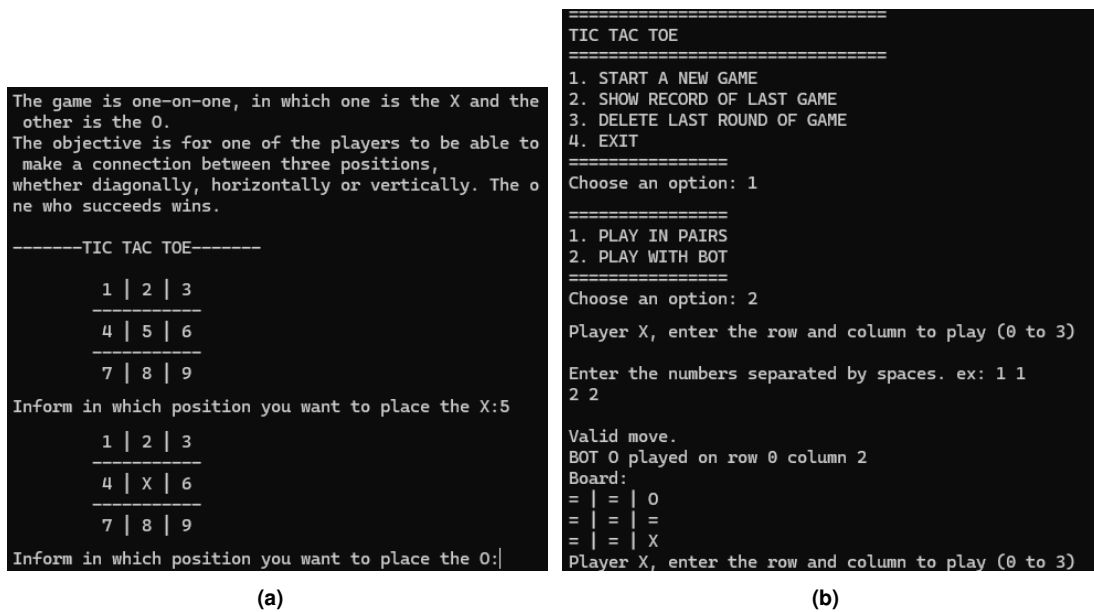 The game is one-on-one, in which one is the X and the
 other is the O.
The objective is for one of the players to be able to
 make a connection between three positions,
whether diagonally, horizontally or vertically. The o
ne who succeeds wins.
-------TIC TAC TOE-------
1 | 2 | 3
-----------
4 | 5 | 6
-----------
7 | 8 | 9
Inform in which position you want to place the X:5
1 | 2 | 3
-----------
4 | X | 6
-----------
7 | 8 | 9
Inform in which position you want to place the O:
(a)
================================
TIC TAC TOE
================================
1. START A NEW GAME
2. SHOW RECORD OF LAST GAME
3. DELETE LAST ROUND OF GAME
4. EXIT
================
Choose an option: 1
================
1. PLAY IN PAIRS
2. PLAY WITH BOT
================
Choose an option: 2
Player X, enter the row and column to play (0 to 3)
Enter the numbers separated by spaces. ex: 1 1
2 2
Valid move.
BOT O played on row 0 column 2
Board:
= | = | O
= | = | =
= | = | X
Player X, enter the row and column to play (0 to 3)
(b)